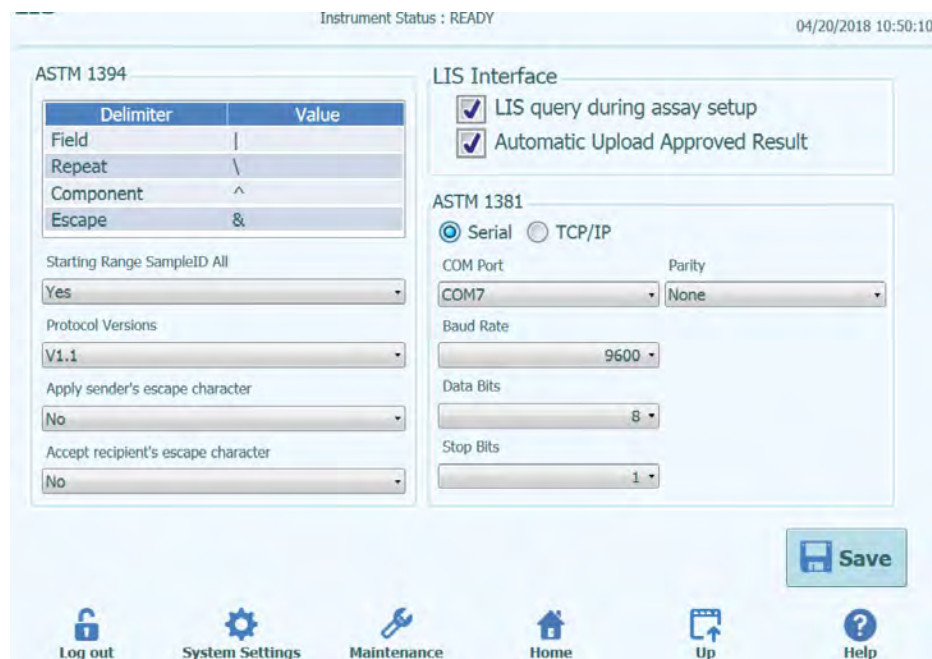 Instrument Status : READY
04/20/2018 10:50:10
ASTM 1394
Delimiter Value
Field |
Repeat \
Component ^
Escape &
Starting Range SampleID All
Yes
Protocol Versions
V1.1
Apply sender's escape character
No
Accept recipient's escape character
No
LIS Interface
LIS query during assay setup
Automatic Upload Approved Result
ASTM 1381
Serial TCP/IP
COM Port Parity
COM7 None
Baud Rate
9600
Data Bits
8
Stop Bits
1
Save
Log out System Settings Maintenance Home Up Help